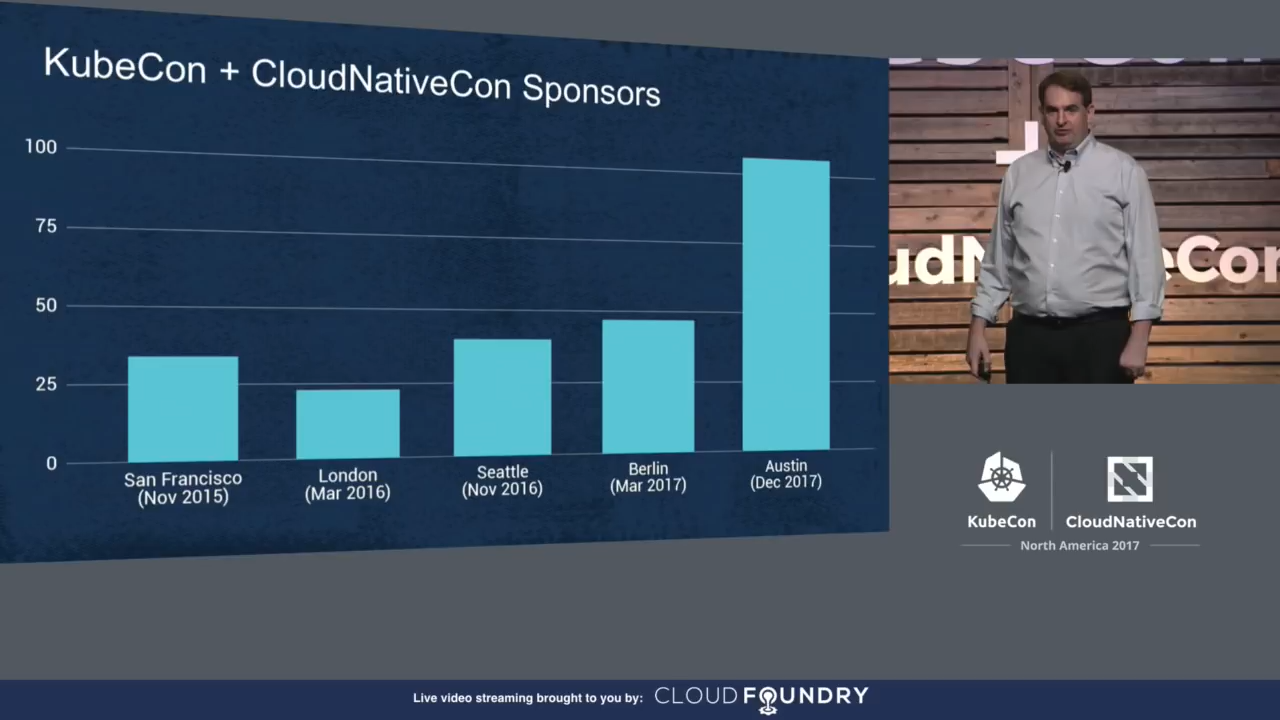 KubeCon + CloudNativeCon Sponsors
100
75
50
25
0
San Francisco
(Nov 2015)
London
(Mar 2016)
Seattle
(Nov 2016)
Berlin
(Mar 2017)
Austin
(Dec 2017)
udN eCon
KubeCon
CloudNativeCon
North America 2017
Live video streaming brought to you by: CLOUD FOUNDRY